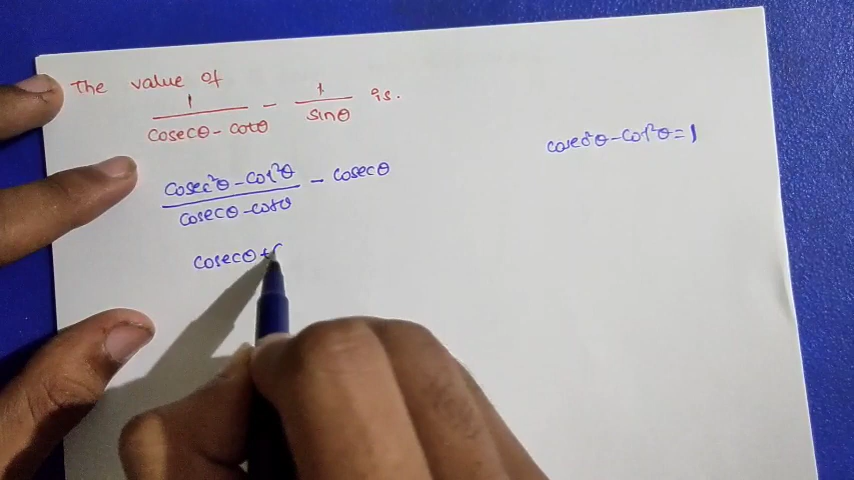 The value of
1/(cosecθ - cotθ) - 1/sinθ is.
cosec²θ - cot²θ = 1
(cosec²θ - cot²θ)/(cosecθ - cotθ) - cosecθ
cosecθ + c